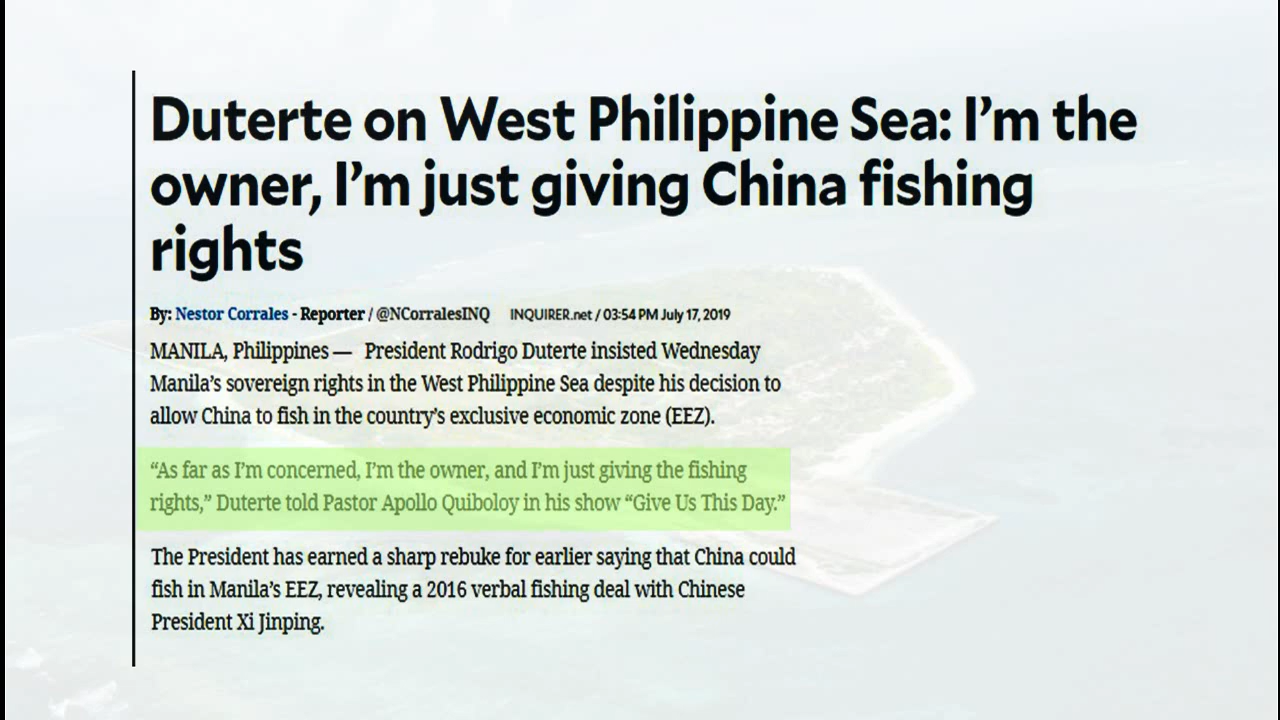 Duterte on West Philippine Sea: I’m the
owner, I’m just giving China fishing
rights
By: Nestor Corrales - Reporter / @NCorralesINQ INQUIRER.net / 03:54 PM July 17, 2019
MANILA, Philippines — President Rodrigo Duterte insisted Wednesday
Manila’s sovereign rights in the West Philippine Sea despite his decision to
allow China to fish in the country’s exclusive economic zone (EEZ).
“As far as I’m concerned, I’m the owner, and I’m just giving the fishing
rights,” Duterte told Pastor Apollo Quiboloy in his show “Give Us This Day.”
The President has earned a sharp rebuke for earlier saying that China could
fish in Manila’s EEZ, revealing a 2016 verbal fishing deal with Chinese
President Xi Jinping.